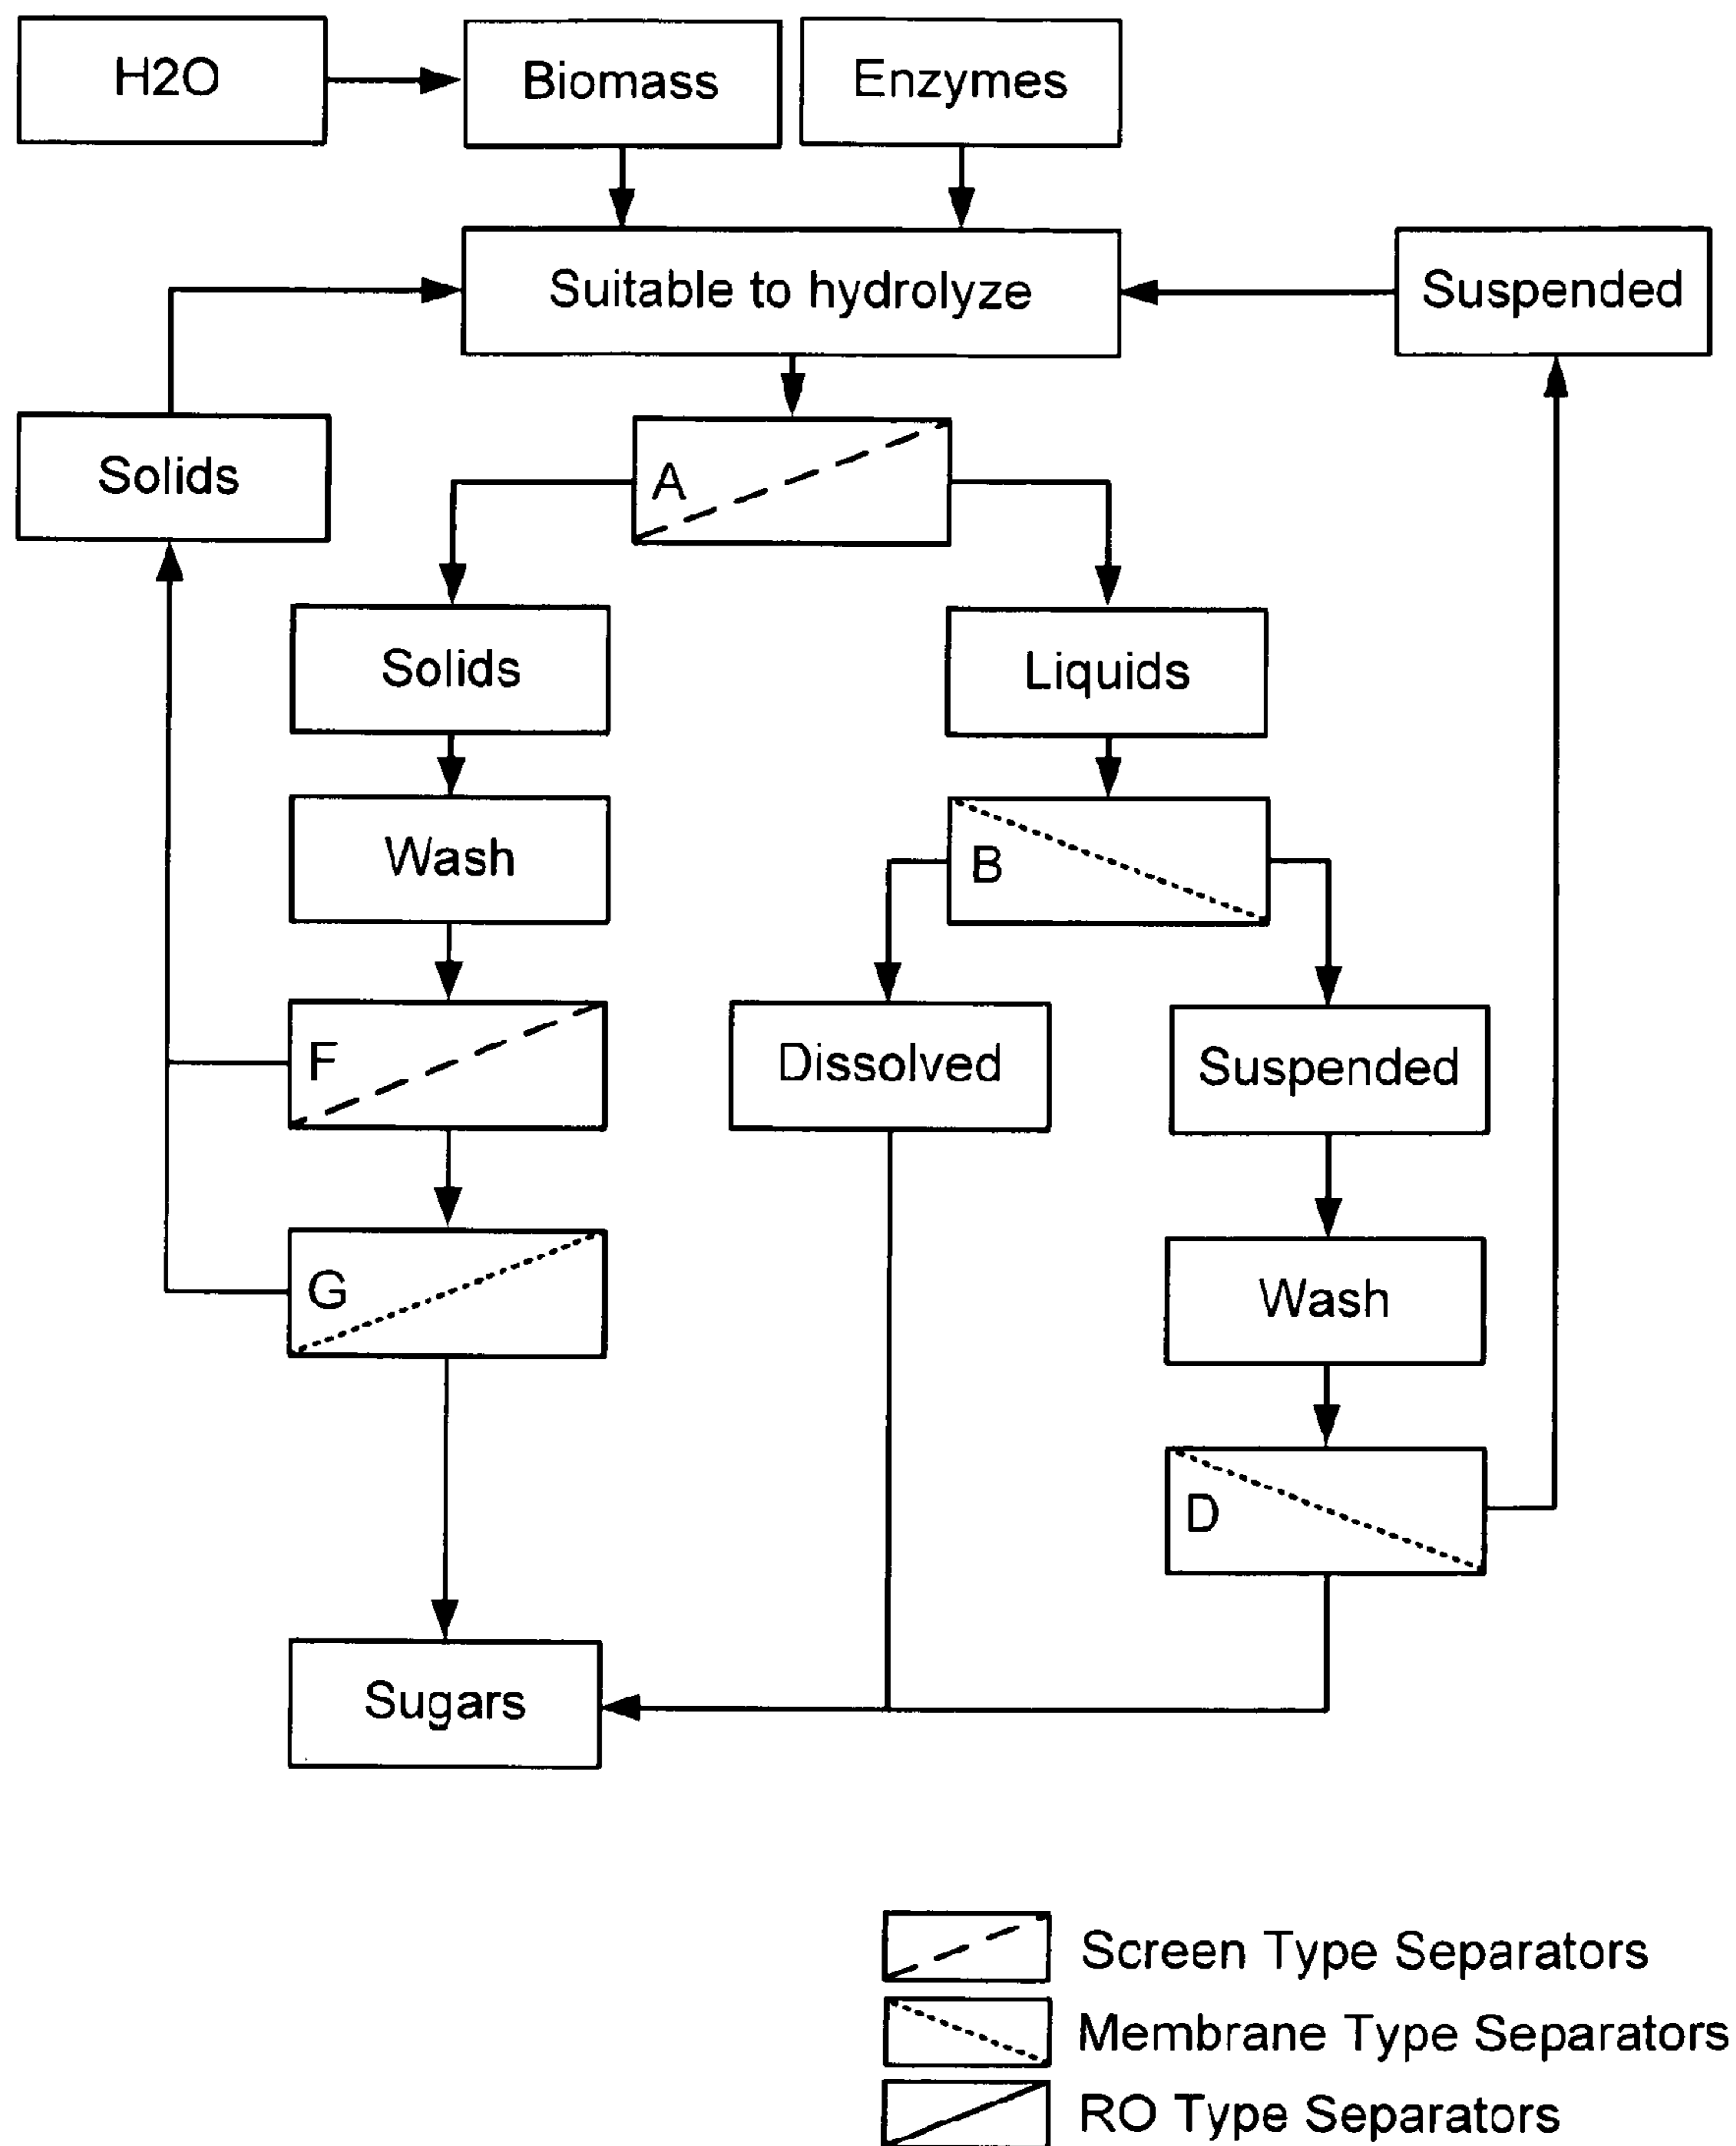 H2O
Biomass
Enzymes
Suitable to hydrolyze
Suspended
Solids
A
Solids
Liquids
Wash
B
F
Dissolved
Suspended
G
Wash
D
Sugars
Screen Type Separators
Membrane Type Separators
RO Type Separators